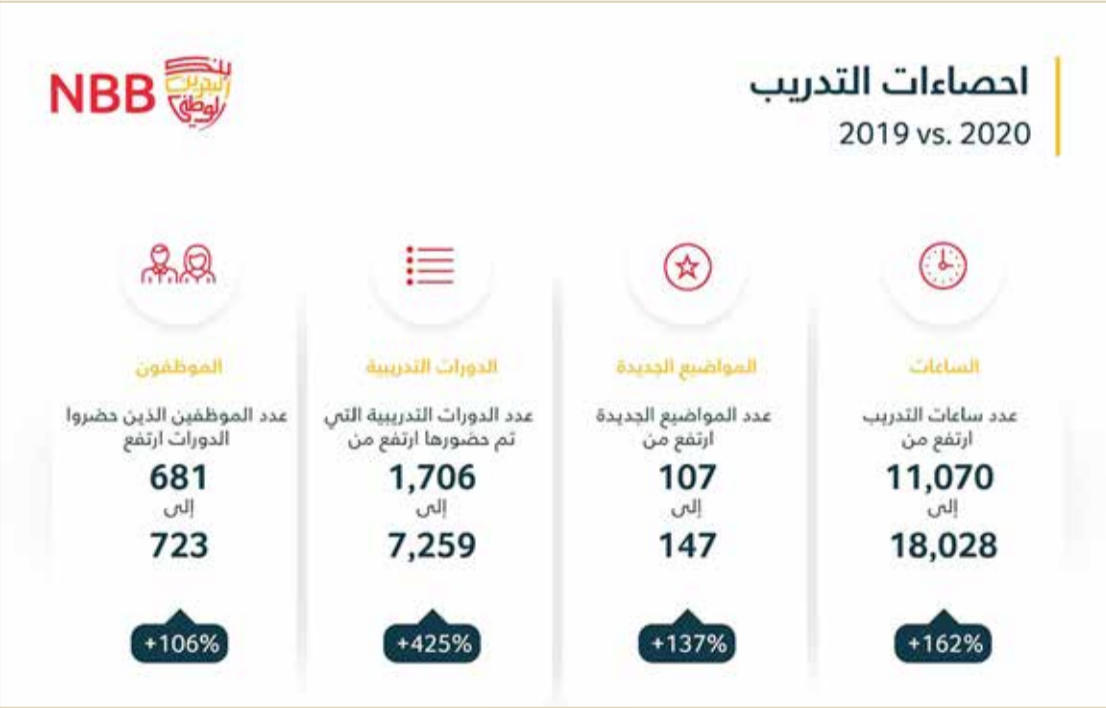 احصاءات التدريب
2019 vs. 2020
NBB
بنك
البحرين
الوطني
الساعات
عدد ساعات التدريب
ارتفع من
11,070
إلى
18,028
+162%
المواضيع الجديدة
عدد المواضيع الجديدة
ارتفع من
107
إلى
147
+137%
الدورات التدريبية
عدد الدورات التدريبية التي
تم حضورها ارتفع من
1,706
إلى
7,259
+425%
الموظفون
عدد الموظفين الذين حضروا
الدورات ارتفع
681
إلى
723
+106%